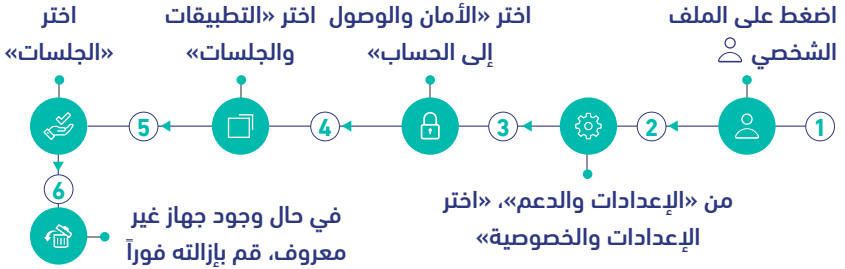 اضغط على الملف
الشخصي
1
2
من «الإعدادات والدعم»، «اختر
الإعدادات والخصوصية»
3
اختر «الأمان والوصول
إلى الحساب»
4
اختر «التطبيقات
والجلسات»
5
اختر
«الجلسات»
6
في حال وجود جهاز غير
معروف، قم بإزالته فوراً